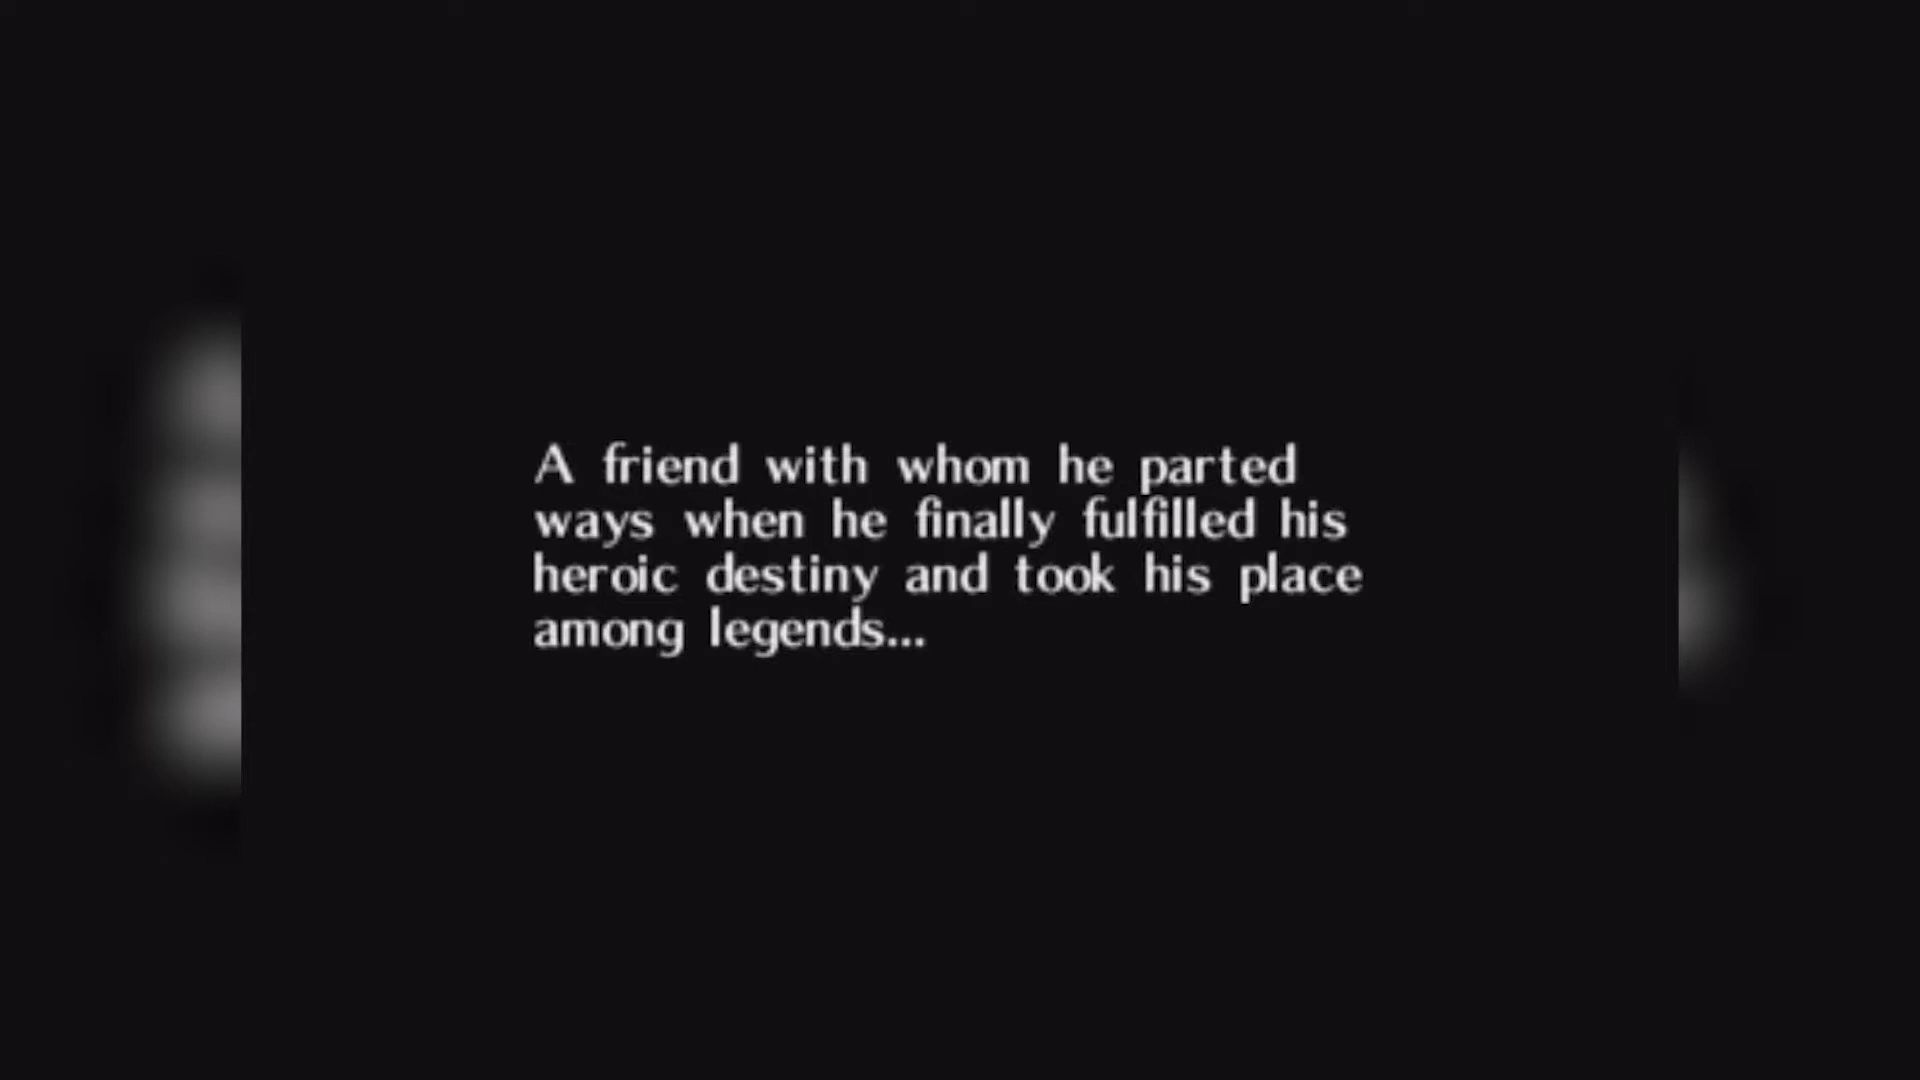 A friend with whom he parted
ways when he finally fulfilled his
heroic destiny and took his place
among legends...